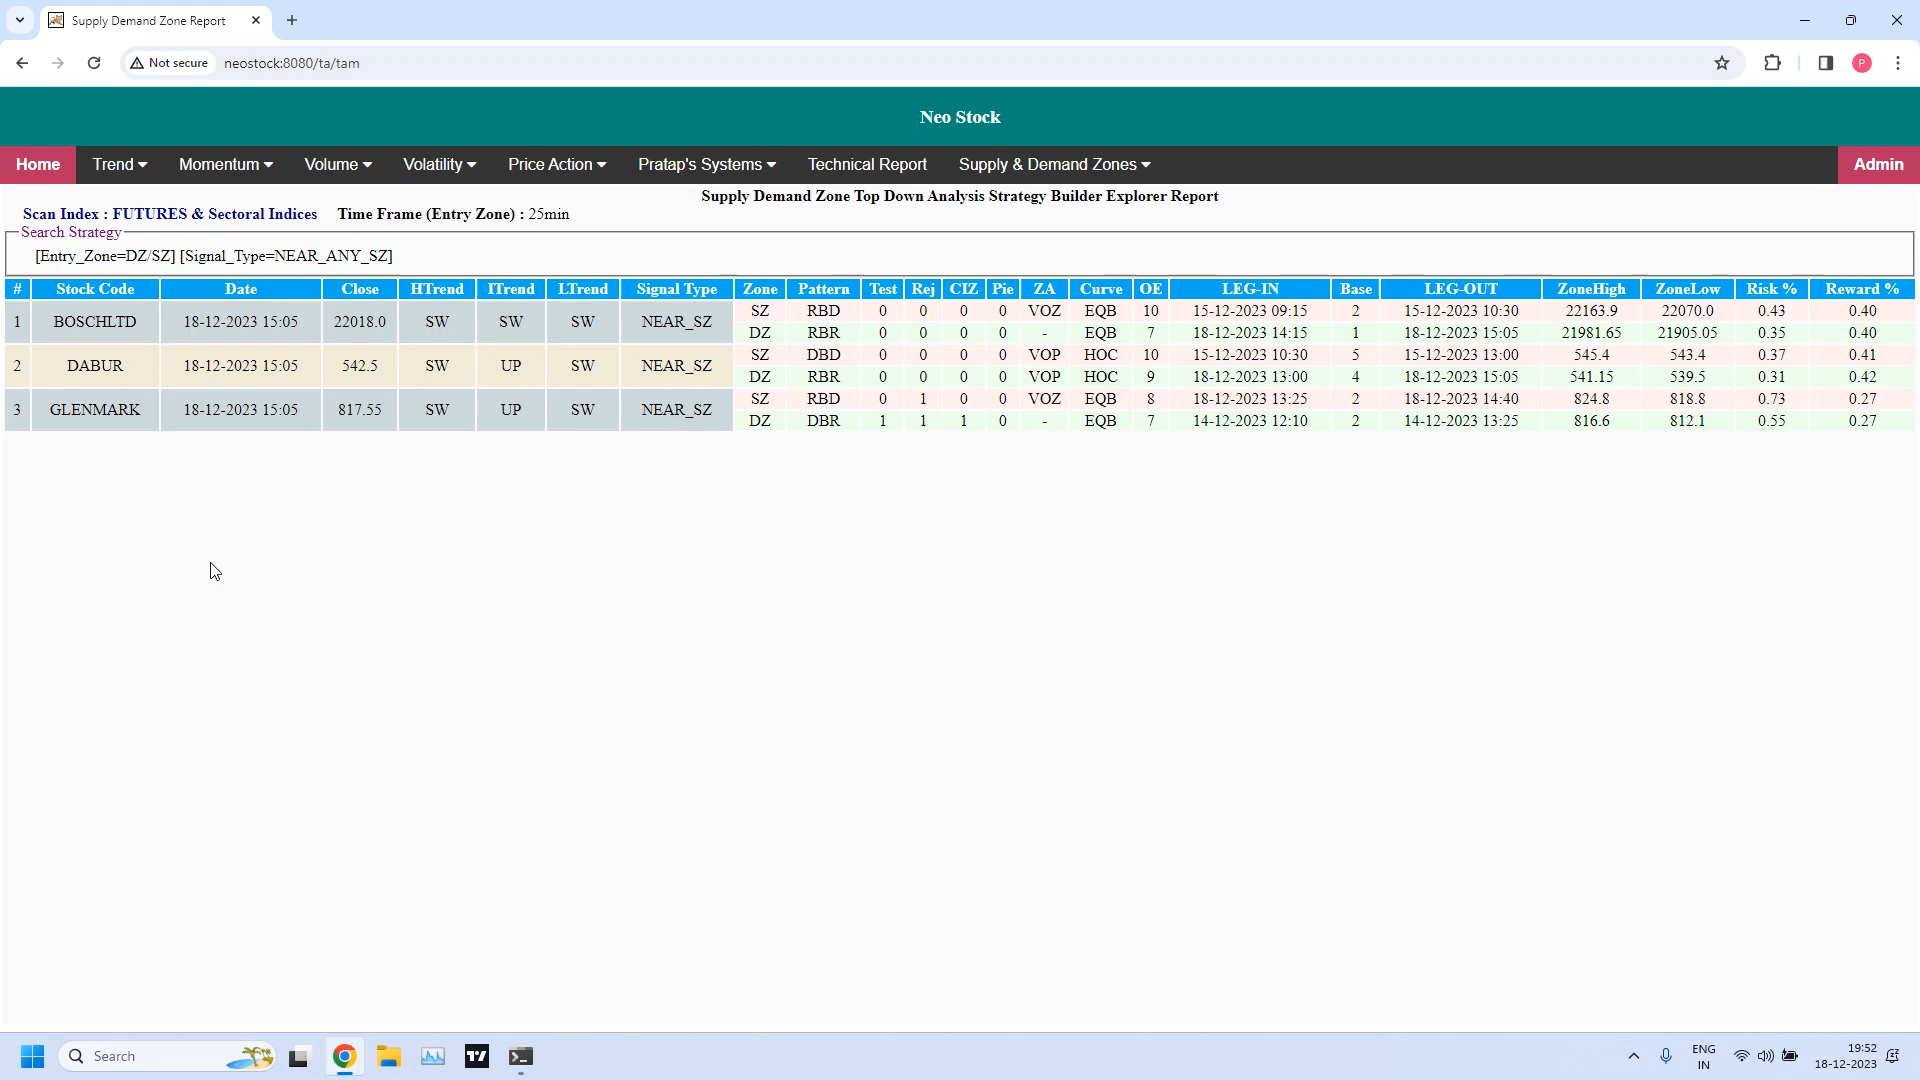 Supply Demand Zone Report
Not secure neostock:8080/ta/tam P
Neo Stock
Home Trend Momentum Volume Volatility Price Action Pratap's Systems Technical Report Supply & Demand Zones Admin
Supply Demand Zone Top Down Analysis Strategy Builder Explorer Report
Scan Index : FUTURES & Sectoral Indices Time Frame (Entry Zone) : 25min
Search Strategy
[Entry_Zone=DZ/SZ] [Signal_Type=NEAR_ANY_SZ]
# Stock Code Date Close HTrend ITrend LTrend Signal Type Zone Pattern Test Rej CIZ Pie ZA Curve OE LEG-IN Base LEG-OUT ZoneHigh ZoneLow Risk % Reward %
1 BOSCHLTD 18-12-2023 15:05 22018.0 SW SW SW NEAR_SZ SZ RBD 0 0 0 0 VOZ EQB 10 15-12-2023 09:15 2 15-12-2023 10:30 22163.9 22070.0 0.43 0.40
DZ RBR 0 0 0 0 - EQB 7 18-12-2023 14:15 1 18-12-2023 15:05 21981.65 21905.05 0.35 0.40
2 DABUR 18-12-2023 15:05 542.5 SW UP SW NEAR_SZ SZ DBD 0 0 0 0 VOP HOC 10 15-12-2023 10:30 5 15-12-2023 13:00 545.4 543.4 0.37 0.41
DZ RBR 0 0 0 0 VOP HOC 9 18-12-2023 13:00 4 18-12-2023 15:05 541.15 539.5 0.31 0.42
3 GLENMARK 18-12-2023 15:05 817.55 SW UP SW NEAR_SZ SZ RBD 0 1 0 0 VOZ EQB 8 18-12-2023 13:25 2 18-12-2023 14:40 824.8 818.8 0.73 0.27
DZ DBR 1 1 1 0 - EQB 7 14-12-2023 12:10 2 14-12-2023 13:25 816.6 812.1 0.55 0.27
Search ENG 19:52
IN 18-12-2023